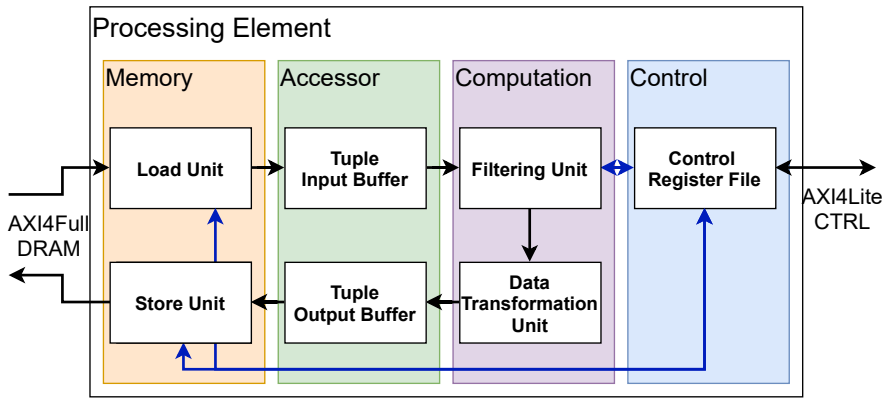 Processing Element
Memory
Accessor
Computation
Control
Load Unit
Tuple
Input Buffer
Filtering Unit
Control
Register File
AXI4Full
DRAM
AXI4Lite
CTRL
Store Unit
Tuple
Output Buffer
Data
Transformation
Unit